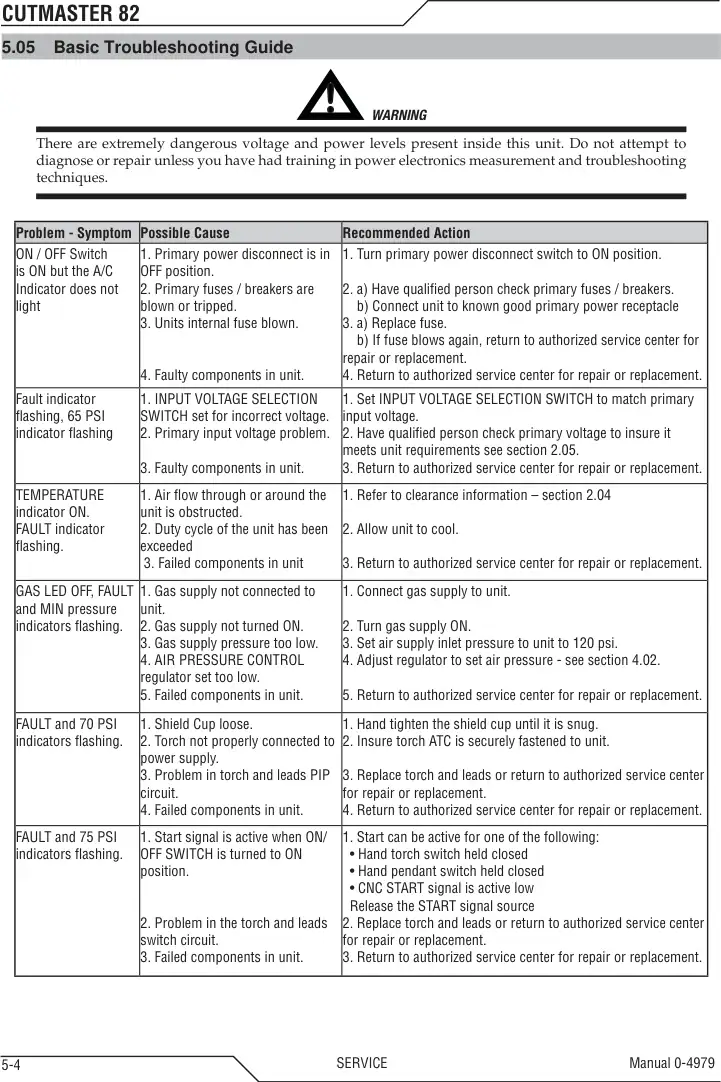 CUTMASTER 82
5.05 Basic Troubleshooting Guide
WARNING
There are extremely dangerous voltage and power levels present inside this unit. Do not attempt to
diagnose or repair unless you have had training in power electronics measurement and troubleshooting
techniques.
Problem - Symptom Possible Cause Recommended Action
ON / OFF Switch
is ON but the A/C
Indicator does not
light
1. Primary power disconnect is in
OFF position.
2. Primary fuses / breakers are
blown or tripped.
3. Units internal fuse blown.
4. Faulty components in unit.
1. Turn primary power disconnect switch to ON position.
2. a) Have qualified person check primary fuses / breakers.
b) Connect unit to known good primary power receptacle
3. a) Replace fuse.
b) If fuse blows again, return to authorized service center for
repair or replacement.
4. Return to authorized service center for repair or replacement.
Fault indicator
flashing, 65 PSI
indicator flashing
1. INPUT VOLTAGE SELECTION
SWITCH set for incorrect voltage.
2. Primary input voltage problem.
3. Faulty components in unit.
1. Set INPUT VOLTAGE SELECTION SWITCH to match primary
input voltage.
2. Have qualified person check primary voltage to insure it
meets unit requirements see section 2.05.
3. Return to authorized service center for repair or replacement.
TEMPERATURE
indicator ON.
FAULT indicator
flashing.
1. Air flow through or around the
unit is obstructed.
2. Duty cycle of the unit has been
exceeded
3. Failed components in unit
1. Refer to clearance information – section 2.04
2. Allow unit to cool.
3. Return to authorized service center for repair or replacement.
GAS LED OFF, FAULT
and MIN pressure
indicators flashing.
1. Gas supply not connected to
unit.
2. Gas supply not turned ON.
3. Gas supply pressure too low.
4. AIR PRESSURE CONTROL
regulator set too low.
5. Failed components in unit.
1. Connect gas supply to unit.
2. Turn gas supply ON.
3. Set air supply inlet pressure to unit to 120 psi.
4. Adjust regulator to set air pressure - see section 4.02.
5. Return to authorized service center for repair or replacement.
FAULT and 70 PSI
indicators flashing.
1. Shield Cup loose.
2. Torch not properly connected to
power supply.
3. Problem in torch and leads PIP
circuit.
4. Failed components in unit.
1. Hand tighten the shield cup until it is snug.
2. Insure torch ATC is securely fastened to unit.
3. Replace torch and leads or return to authorized service center
for repair or replacement.
4. Return to authorized service center for repair or replacement.
FAULT and 75 PSI
indicators flashing.
1. Start signal is active when ON/
OFF SWITCH is turned to ON
position.
2. Problem in the torch and leads
switch circuit.
3. Failed components in unit.
1. Start can be active for one of the following:
• Hand torch switch held closed
• Hand pendant switch held closed
• CNC START signal is active low
Release the START signal source
2. Replace torch and leads or return to authorized service center
for repair or replacement.
3. Return to authorized service center for repair or replacement.
5-4 SERVICE Manual 0-4979